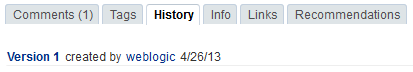 Comments (1) Tags History Info Links Recommendations
Version 1 created by weblogic 4/26/13